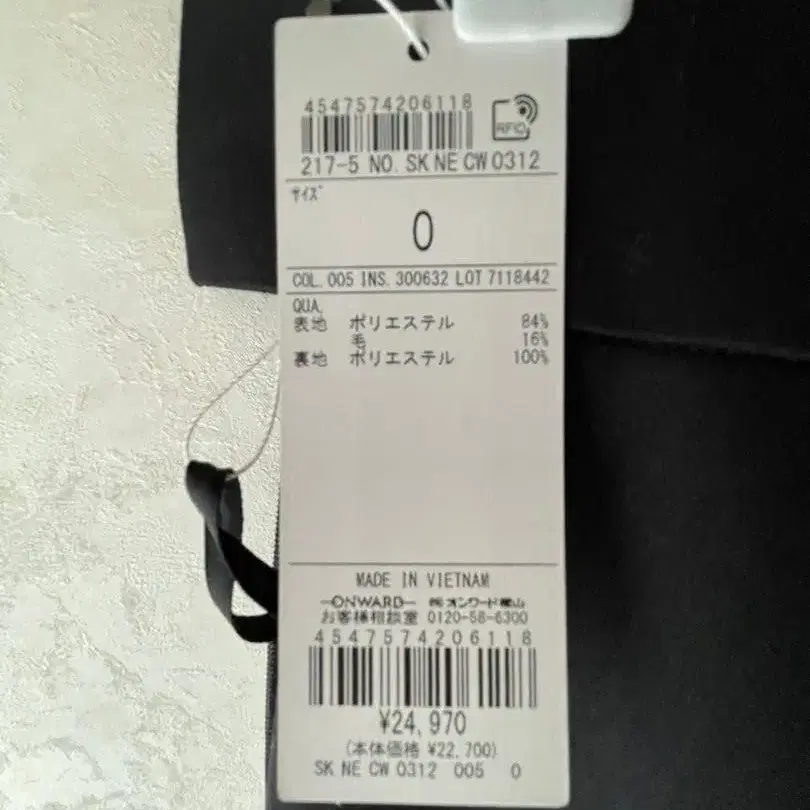 4547574206118
RFID
217-5 NO. SK NE CW 0312
サイズ
0
COL. 005 INS. 300632 LOT 7118442
QUA.
表地 ポリエステル 84%
毛 16%
裏地 ポリエステル 100%
MADE IN VIETNAM
—ONWARD— ㈱オンワード樫山
お客様相談室 0120-58-6300
4547574206118
¥24,970
(本体価格 ¥22,700)
SK NE CW 0312 005 0